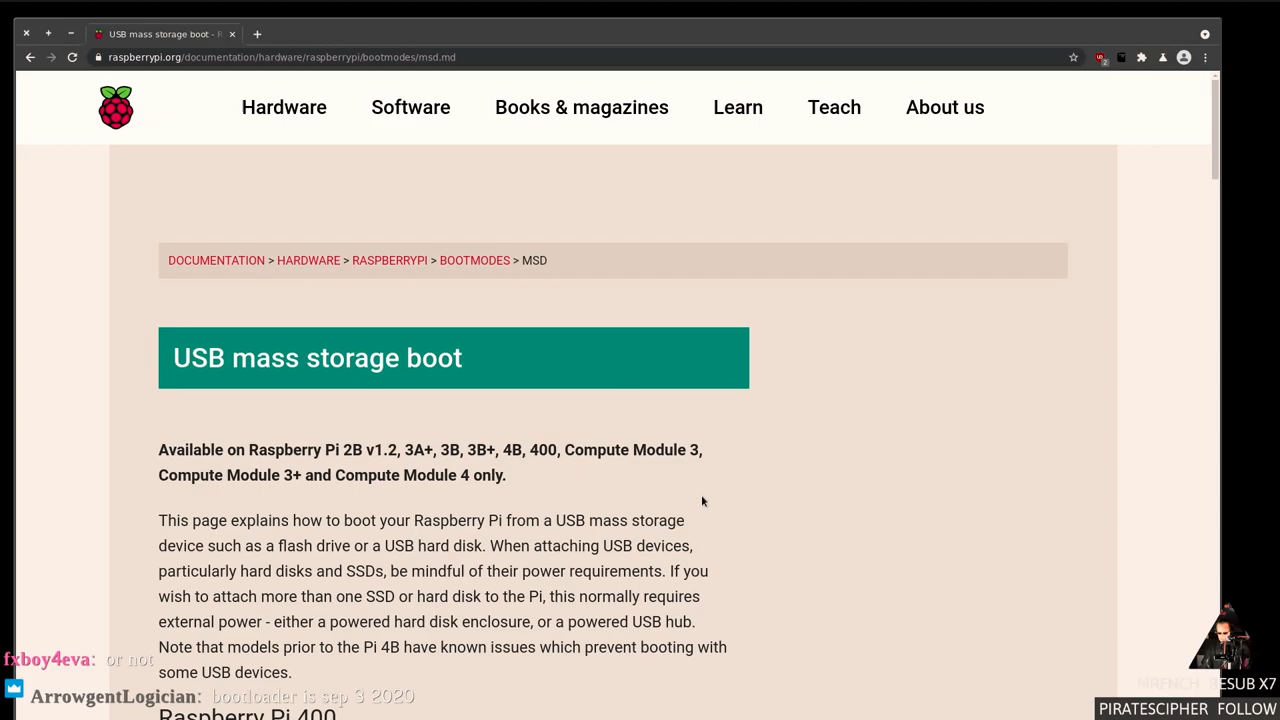 USB mass storage boot - R
raspberrypi.org/documentation/hardware/raspberrypi/bootmodes/msd.md
2
Hardware Software Books & magazines Learn Teach About us
DOCUMENTATION > HARDWARE > RASPBERRYPI > BOOTMODES > MSD
USB mass storage boot
Available on Raspberry Pi 2B v1.2, 3A+, 3B, 3B+, 4B, 400, Compute Module 3,
Compute Module 3+ and Compute Module 4 only.
This page explains how to boot your Raspberry Pi from a USB mass storage
device such as a flash drive or a USB hard disk. When attaching USB devices,
particularly hard disks and SSDs, be mindful of their power requirements. If you
wish to attach more than one SSD or hard disk to the Pi, this normally requires
external power - either a powered hard disk enclosure, or a powered USB hub.
Note that models prior to the Pi 4B have known issues which prevent booting with
some USB devices.
Raspberry Pi 400
fxboy4eva: or not
ArrowgentLogician: bootloader is sep 3 2020
MRENCH RESUB X7
PIRATESCIPHER FOLLOW